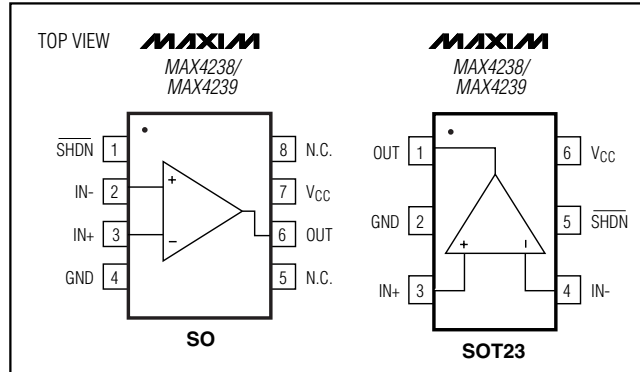 TOP VIEW
MAXIM
MAX4238/
MAX4239
SHDN 1
IN- 2
IN+ 3
GND 4
8 N.C.
7 VCC
6 OUT
5 N.C.
+
−
SO
MAXIM
MAX4238/
MAX4239
OUT 1
GND 2
IN+ 3
6 VCC
5 SHDN
4 IN-
+
−
SOT23